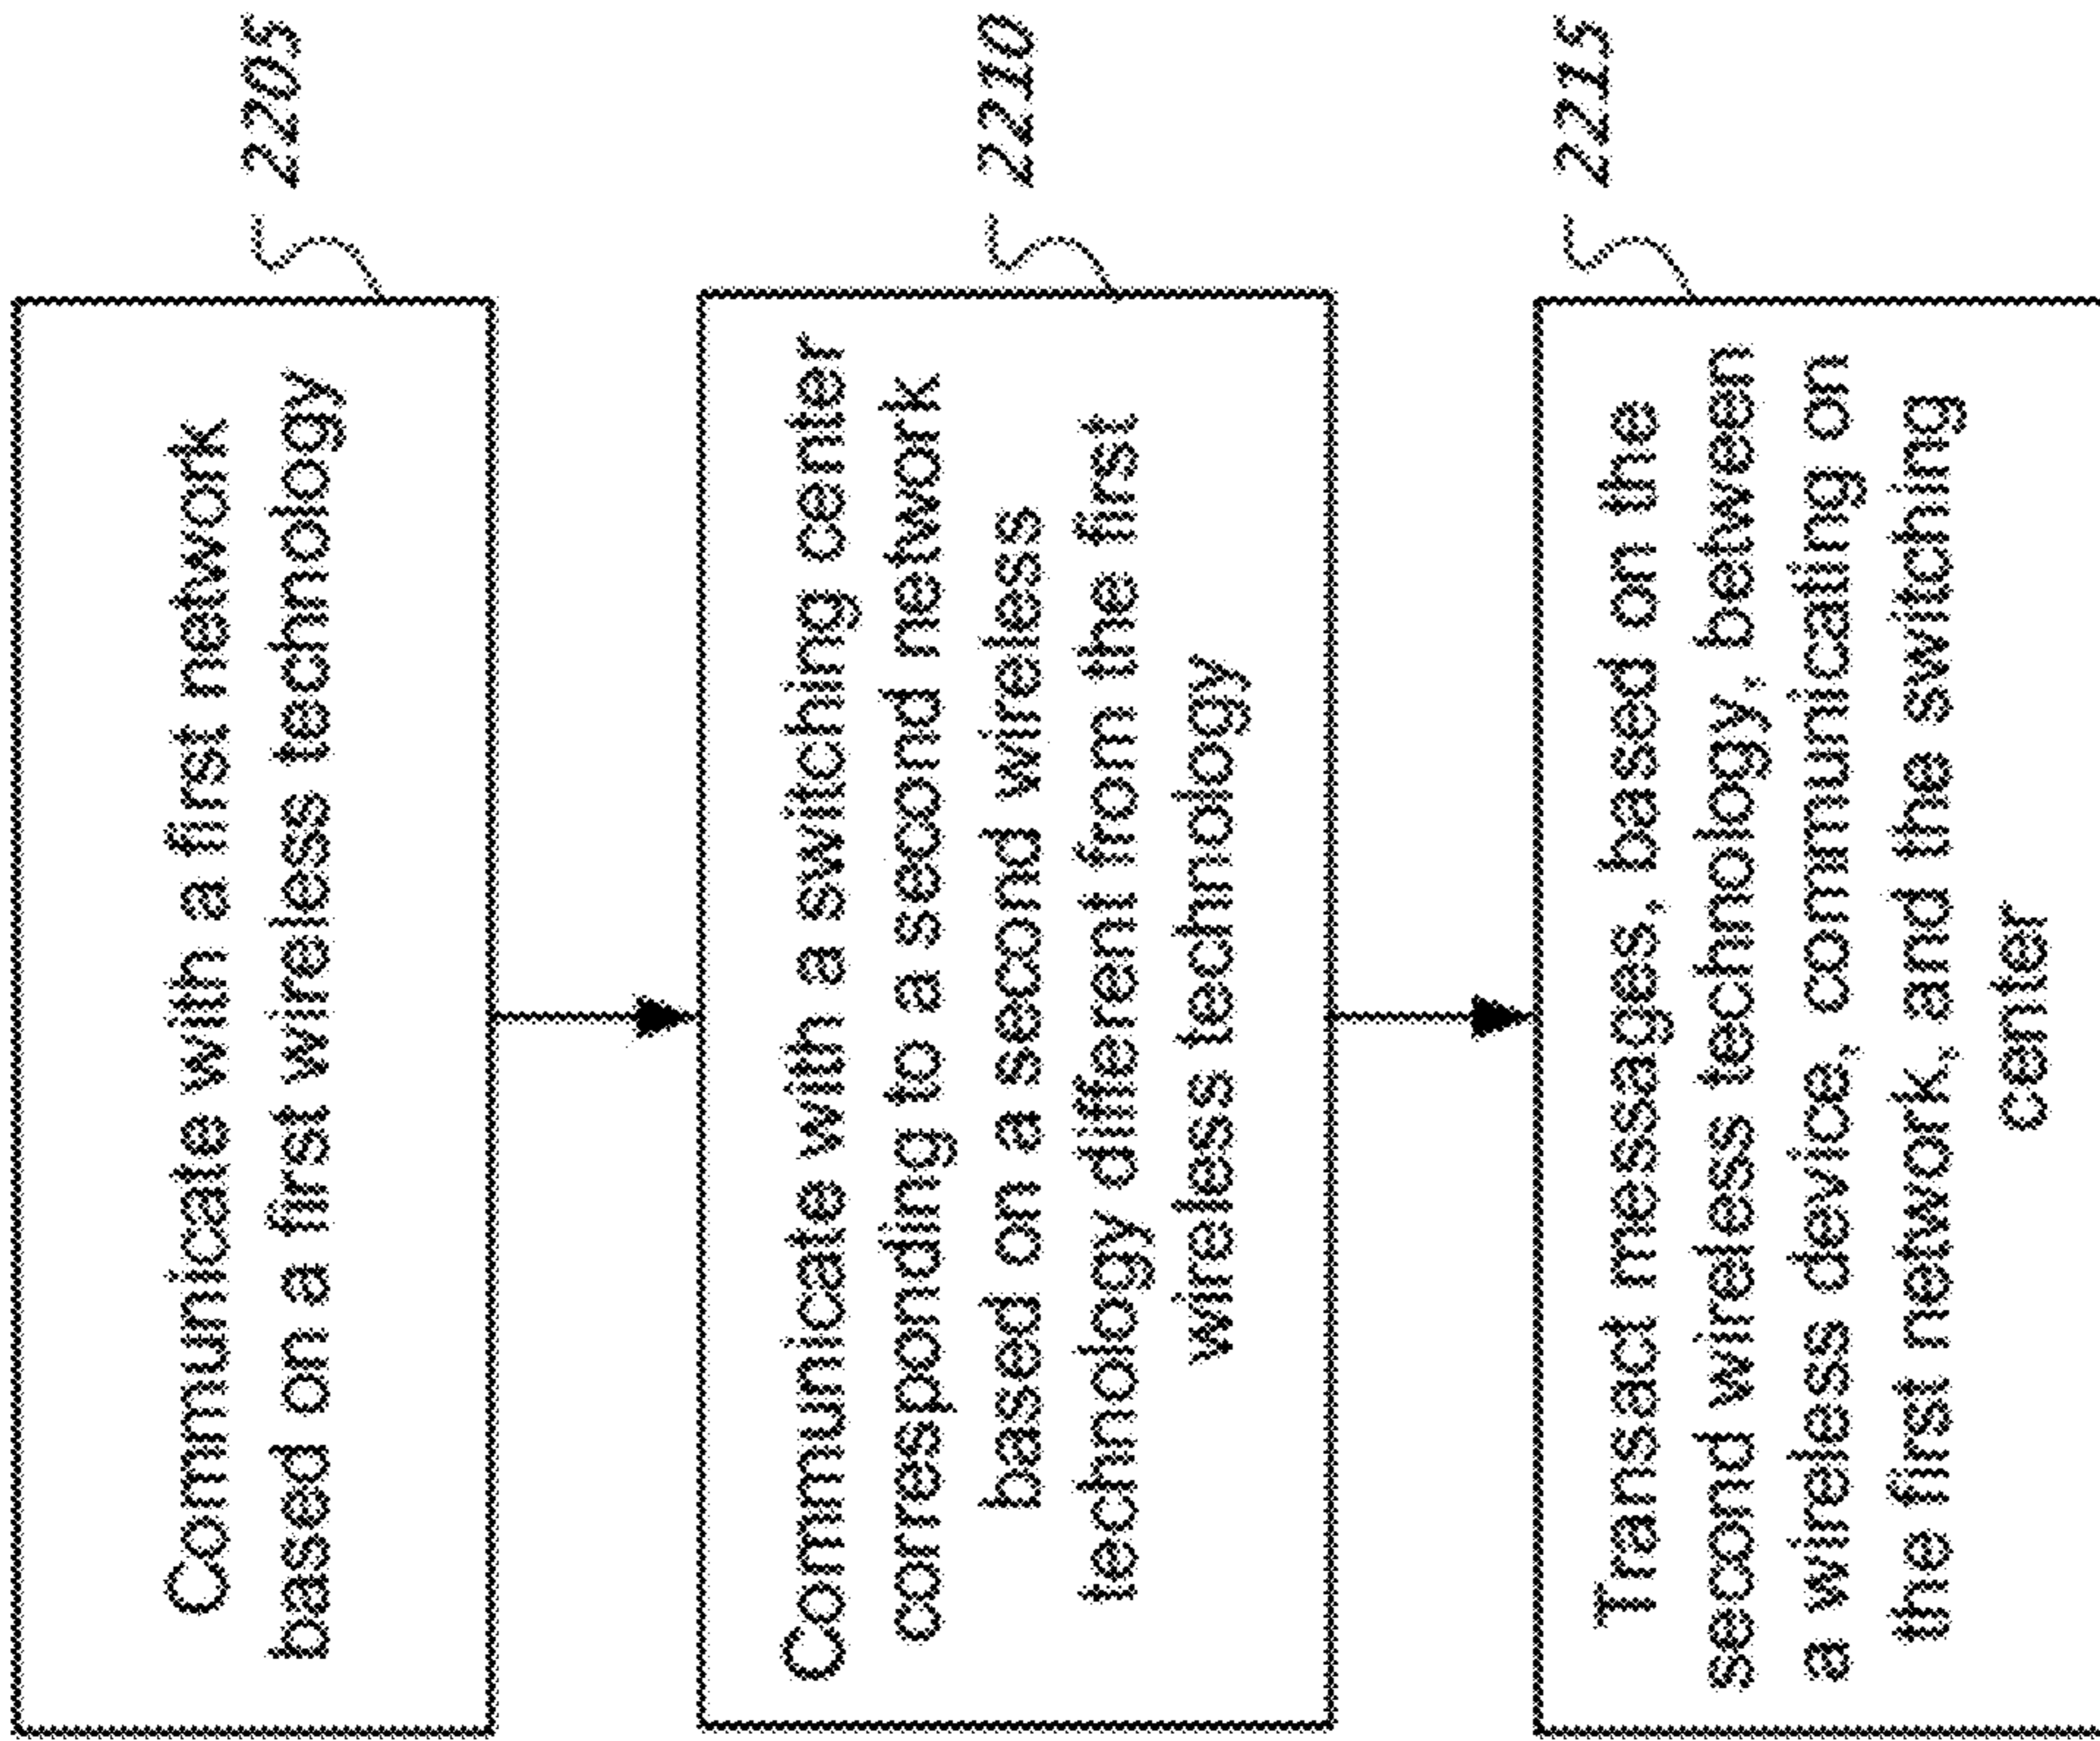 Communicate with a first network
based on a first wireless technology
2205
Communicate with a switching center
corresponding to a second network
based on a second wireless
technology different from the first
wireless technology
2210
Transact messages, based on the
second wireless technology, between
a wireless device, communicating on
the first network, and the switching
center
2215